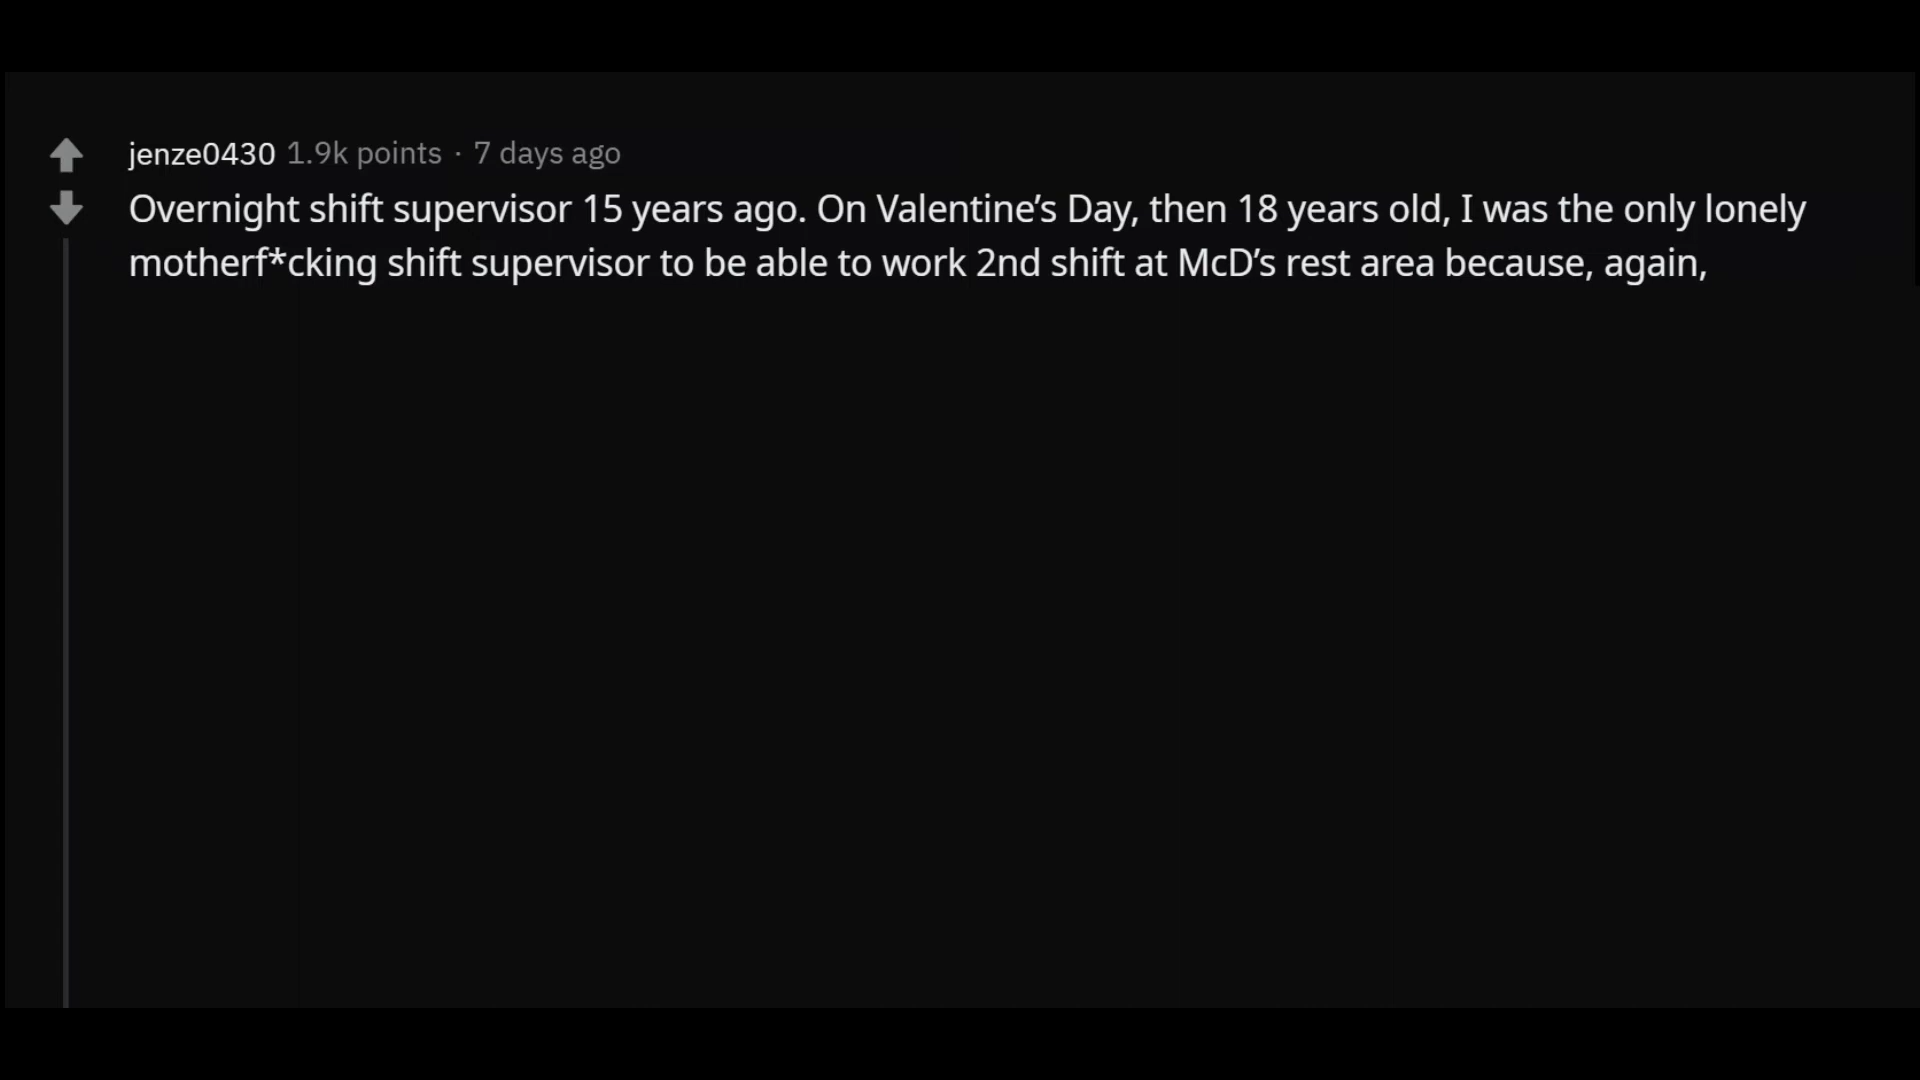 jenze0430 1.9k points · 7 days ago
Overnight shift supervisor 15 years ago. On Valentine’s Day, then 18 years old, I was the only lonely
motherf*cking shift supervisor to be able to work 2nd shift at McD’s rest area because, again,